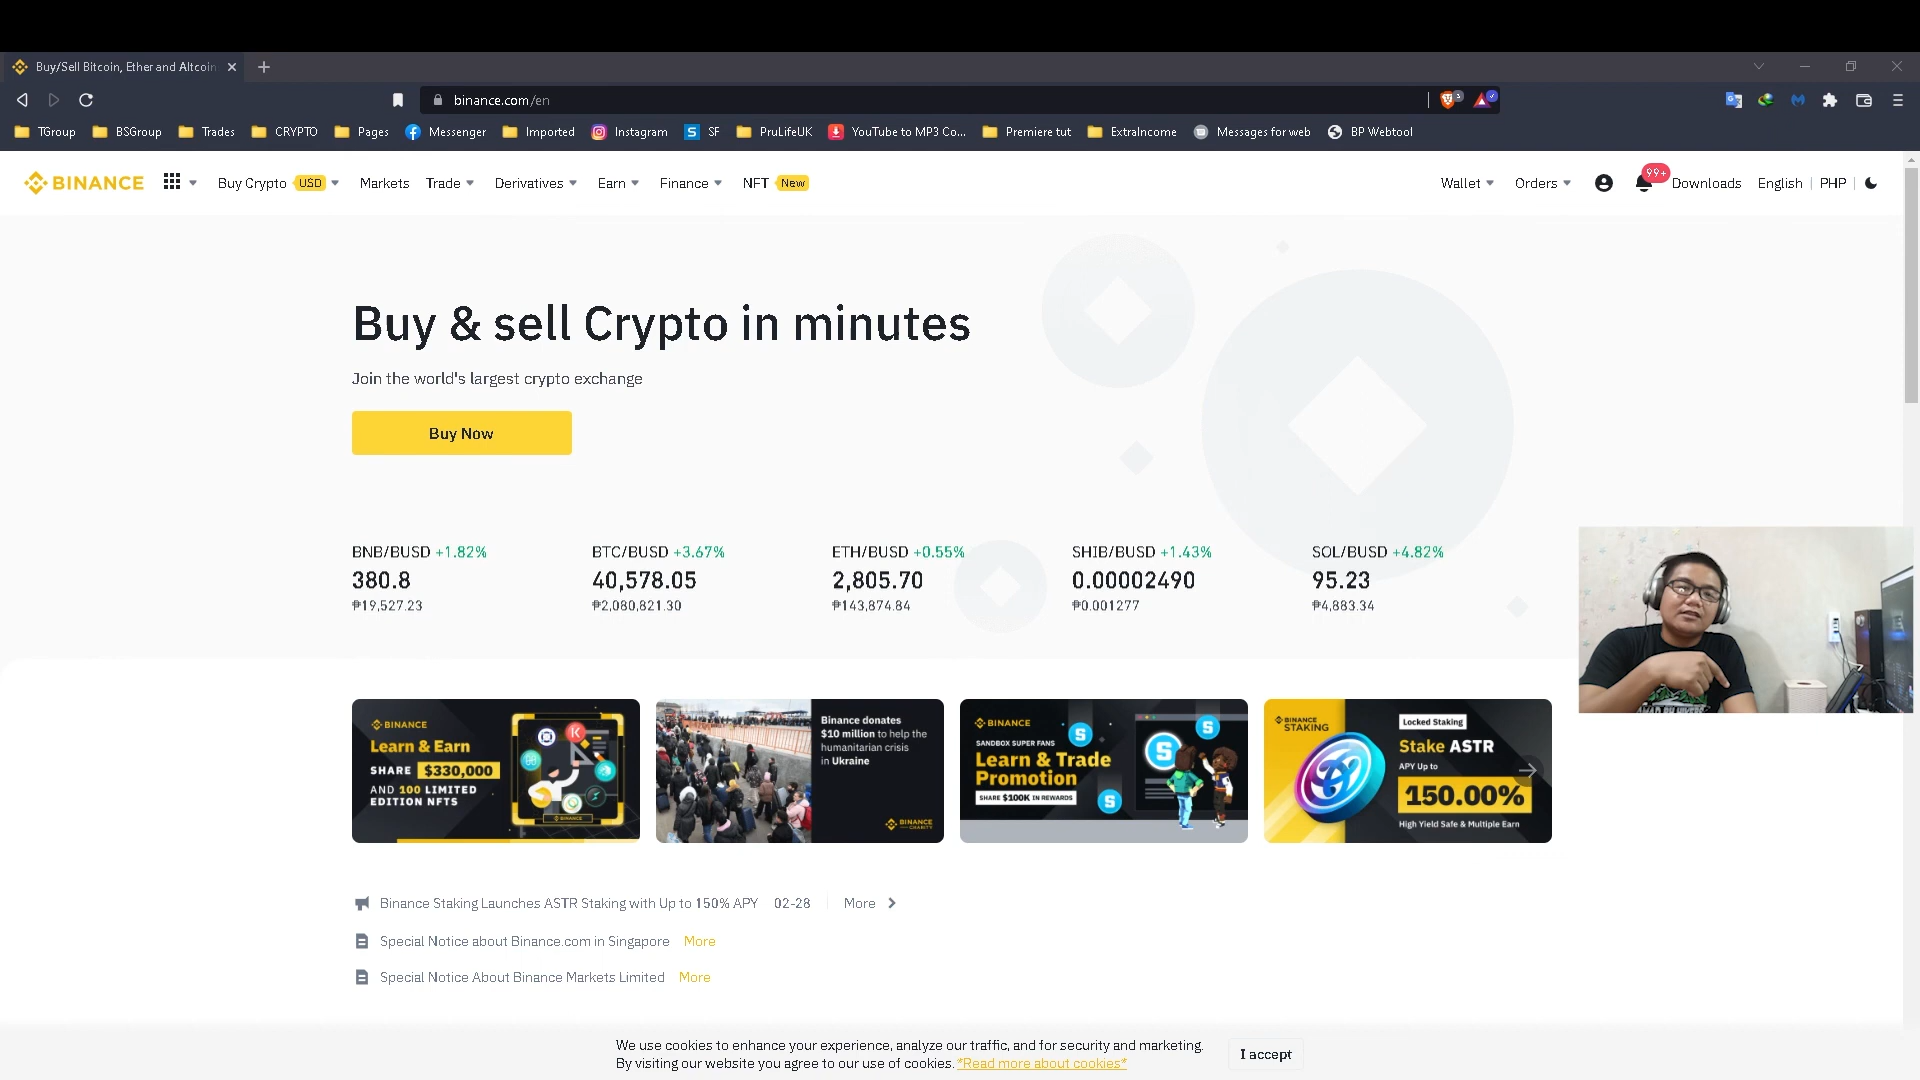 Buy/Sell Bitcoin, Ether and Altcoin
binance.com/en
3
TGroup BSGroup Trades CRYPTO Pages Messenger Imported Instagram SF PruLifeUK YouTube to MP3 Co... Premiere tut ExtraIncome Messages for web BP Webtool
BINANCE Buy Crypto USD Markets Trade Derivatives Earn Finance NFT New Wallet Orders 99+ Downloads English | PHP
Buy & sell Crypto in minutes
Join the world's largest crypto exchange
Buy Now
BNB/BUSD +1.82% BTC/BUSD +3.67% ETH/BUSD +0.55% SHIB/BUSD +1.43% SOL/BUSD +4.82%
380.8 40,578.05 2,805.70 0.00002490 95.23
₱19,527.23 ₱2,080,821.30 ₱143,874.84 ₱0.001277 ₱4,883.34
BINANCE
Learn & Earn
SHARE $330,000
AND 100 LIMITED
EDITION NFTS
BINANCE
Binance donates
$10 million to help the
humanitarian crisis
in Ukraine
BINANCE
CHARITY
BINANCE
SANDBOX SUPER FANS
Learn & Trade
Promotion
SHARE $100K IN REWARDS
BINANCE
STAKING
Locked Staking
Stake ASTR
APY Up to
150.00%
High Yield Safe & Multiple Earn
Binance Staking Launches ASTR Staking with Up to 150% APY 02-28 More
Special Notice about Binance.com in Singapore More
Special Notice About Binance Markets Limited More
We use cookies to enhance your experience, analyze our traffic, and for security and marketing.
By visiting our website you agree to our use of cookies. *Read more about cookies*
I accept